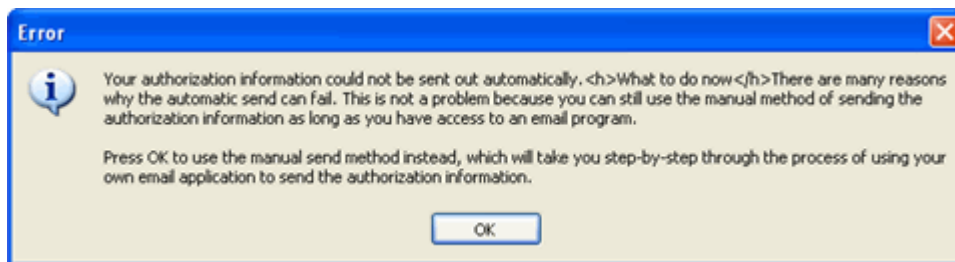 Error
Your authorization information could not be sent out automatically.<h>What to do now</h>There are many reasons
why the automatic send can fail. This is not a problem because you can still use the manual method of sending the
authorization information as long as you have access to an email program.
Press OK to use the manual send method instead, which will take you step-by-step through the process of using your
own email application to send the authorization information.
OK